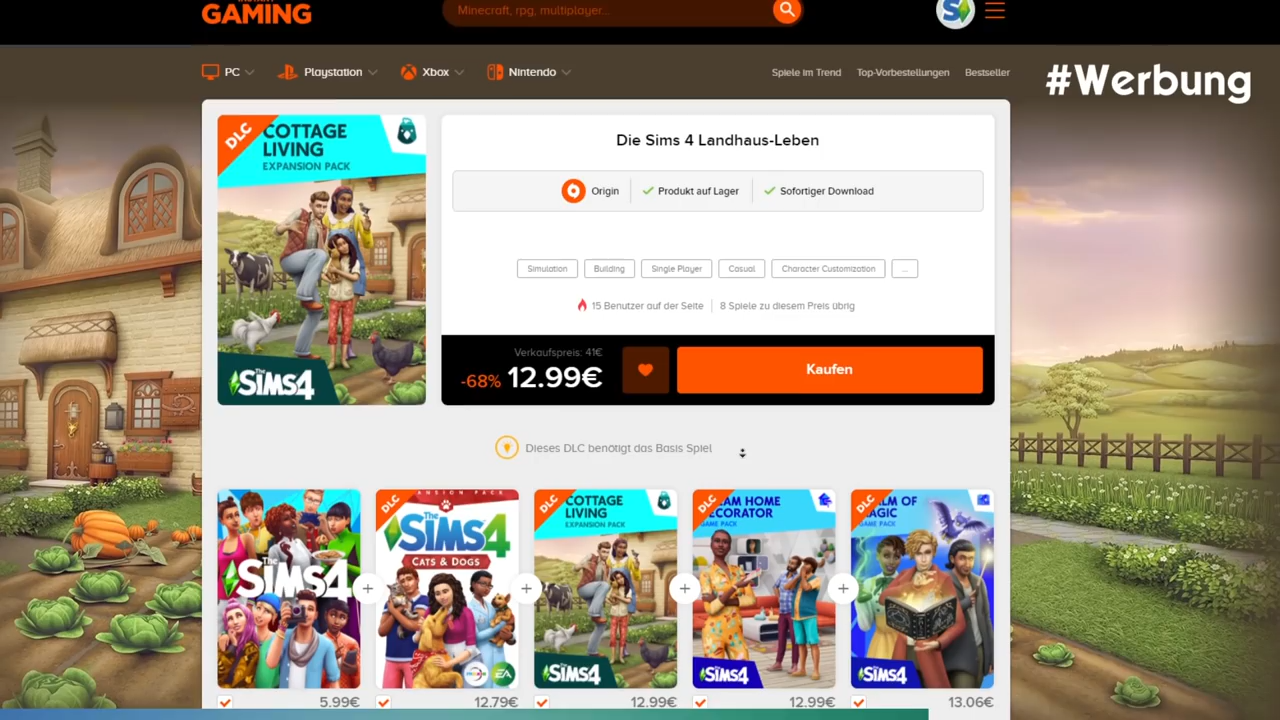 GAMING
Minecraft, rpg, multiplayer...
PC
Playstation
Xbox
Nintendo
Spiele im Trend
Top-Vorbestellungen
Bestseller
#Werbung
DLC
COTTAGE
LIVING
EXPANSION PACK
THE
SIMS4
Die Sims 4 Landhaus-Leben
Origin
Produkt auf Lager
Sofortiger Download
Simulation
Building
Single Player
Casual
Character Customization
...
15 Benutzer auf der Seite
8 Spiele zu diesem Preis übrig
Verkaufspreis: 41€
-68% 12.99€
Kaufen
Dieses DLC benötigt das Basis Spiel
The
SIMS4
DLC
The
SIMS4
CATS & DOGS
EA
DLC
COTTAGE
LIVING
EXPANSION PACK
THE
SIMS4
DLC
HOME
DECORATOR
GAME PACK
THE
SIMS4
DLC
OF
MAGIC
GAME PACK
THE
SIMS4
5.99€
12.79€
12.99€
12.99€
13.06€